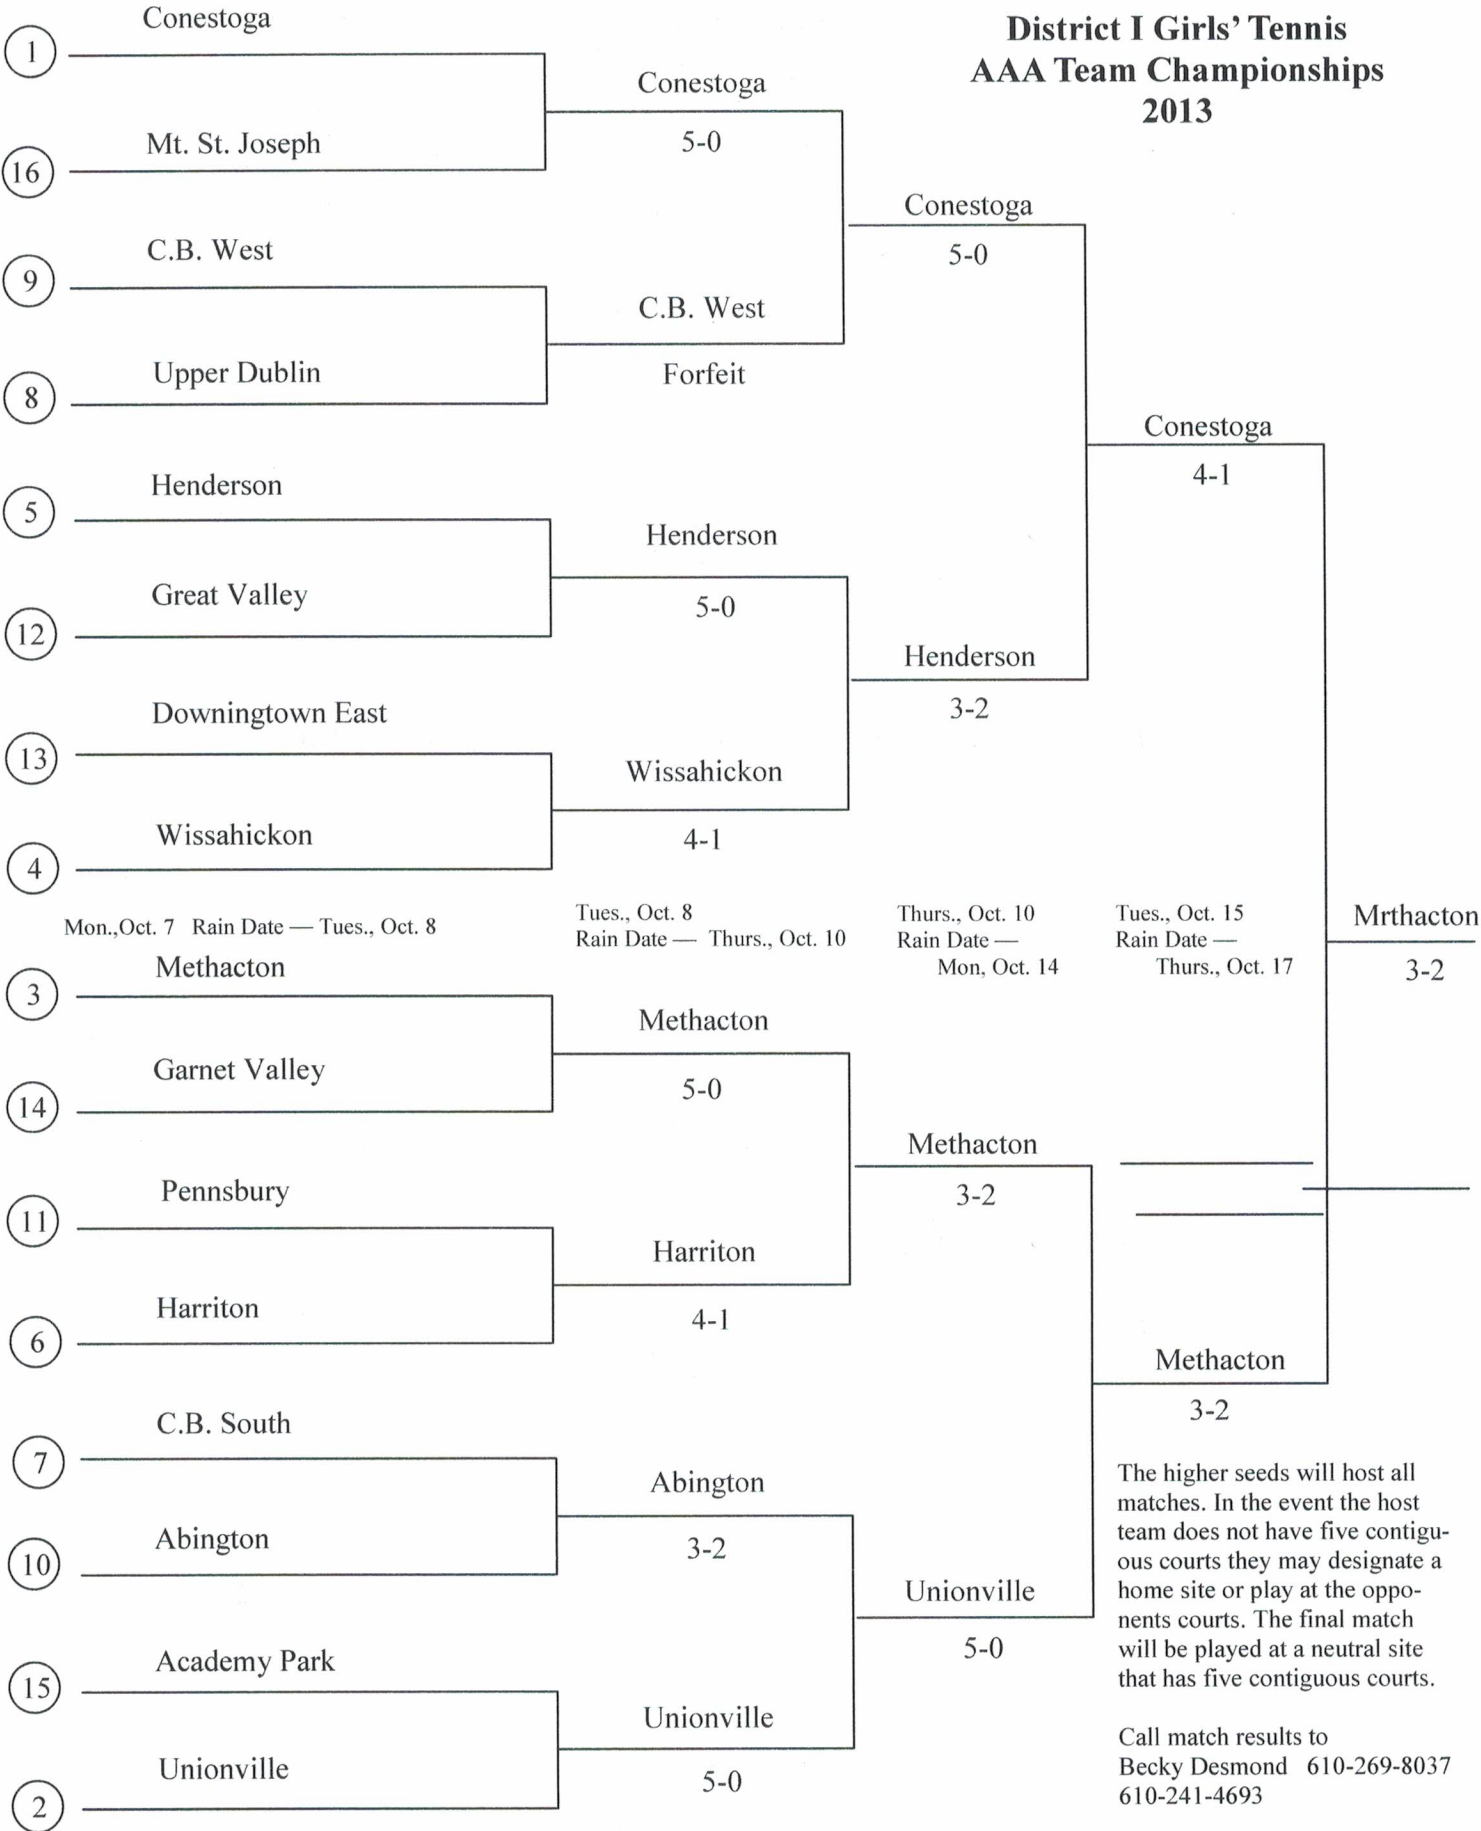 District I Girls' Tennis
AAA Team Championships
2013
1
Conestoga
16
Mt. St. Joseph
9
C.B. West
8
Upper Dublin
5
Henderson
12
Great Valley
13
Downingtown East
4
Wissahickon
Conestoga
5-0
C.B. West
Forfeit
Henderson
5-0
Wissahickon
4-1
Conestoga
5-0
Henderson
3-2
Conestoga
4-1
Mon.,Oct. 7 Rain Date — Tues., Oct. 8
Tues., Oct. 8
Rain Date — Thurs., Oct. 10
Thurs., Oct. 10
Rain Date —
Mon, Oct. 14
Tues., Oct. 15
Rain Date —
Thurs., Oct. 17
Mrthacton
3-2
3
Methacton
14
Garnet Valley
11
Pennsbury
6
Harriton
7
C.B. South
10
Abington
15
Academy Park
2
Unionville
Methacton
5-0
Harriton
4-1
Abington
3-2
Unionville
5-0
Methacton
3-2
Unionville
5-0
Methacton
3-2
The higher seeds will host all
matches. In the event the host
team does not have five contigu-
ous courts they may designate a
home site or play at the oppo-
nents courts. The final match
will be played at a neutral site
that has five contiguous courts.
Call match results to
Becky Desmond 610-269-8037
610-241-4693